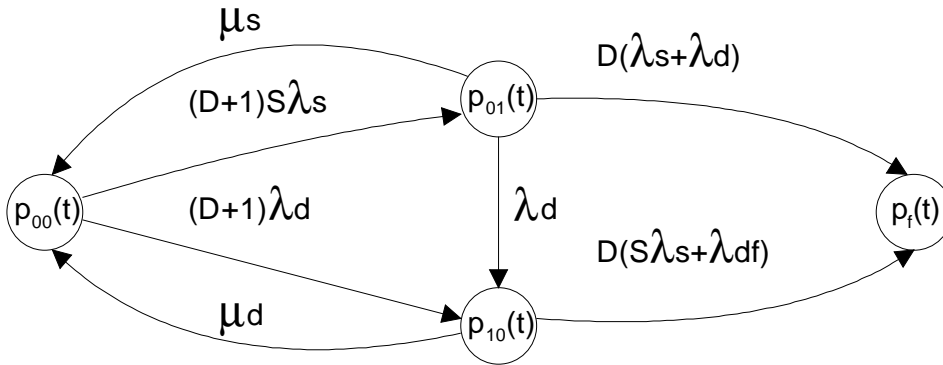 μs
D(λs+λd)
p01(t)
(D+1)Sλs
p00(t)
(D+1)λd
λd
pf(t)
D(Sλs+λdf)
μd
p10(t)